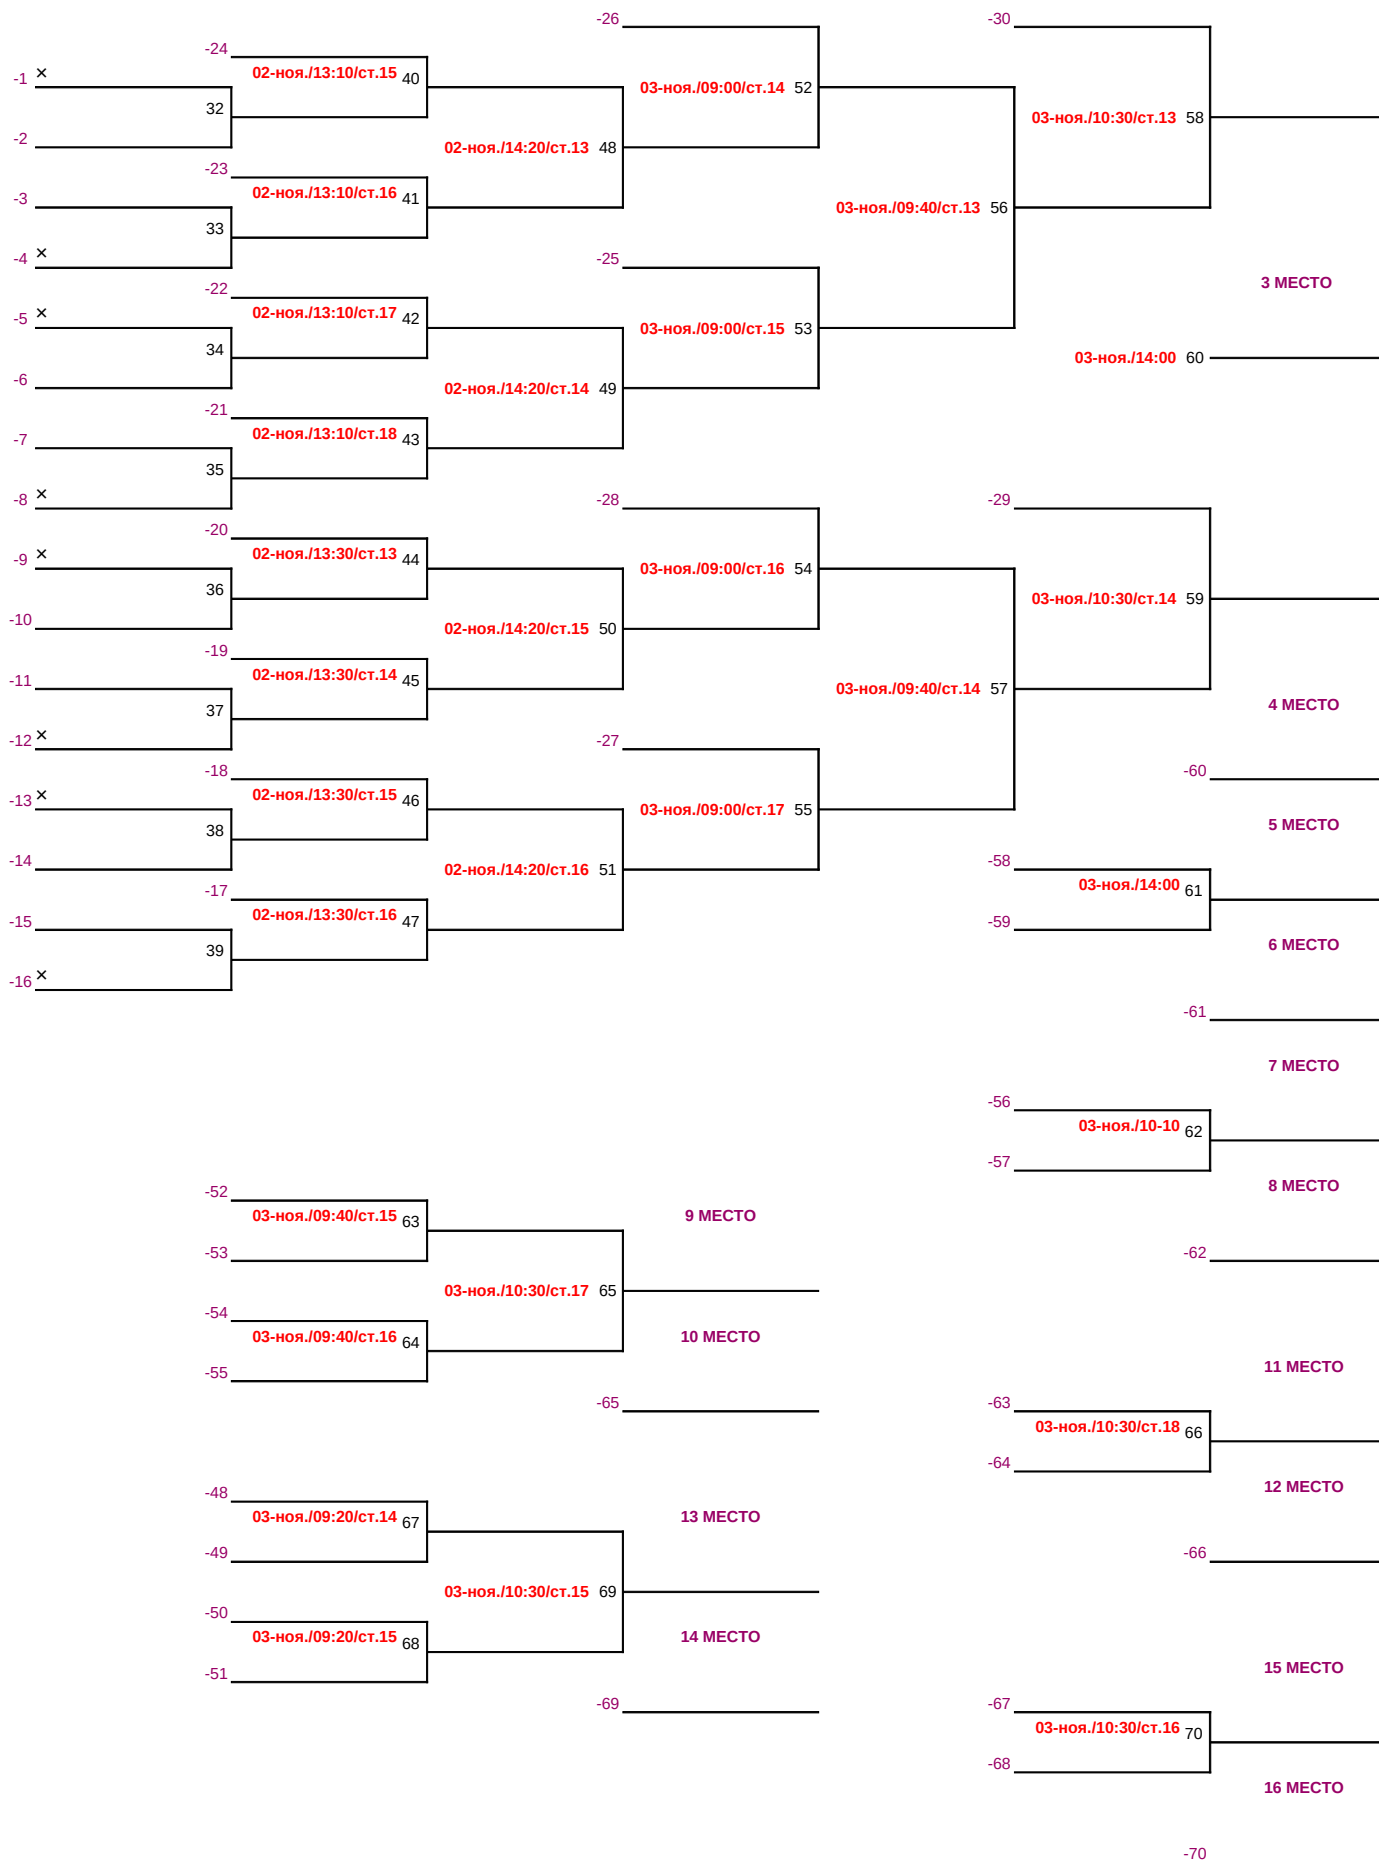 -26
-30
-24
02-ноя./13:10/ст.15 40
-1 ×
03-ноя./09:00/ст.14 52
32
03-ноя./10:30/ст.13 58
-2
02-ноя./14:20/ст.13 48
-23
02-ноя./13:10/ст.16 41
-3
03-ноя./09:40/ст.13 56
33
-4 ×
-25
3 МЕСТО
-22
02-ноя./13:10/ст.17 42
-5 ×
03-ноя./09:00/ст.15 53
34
03-ноя./14:00 60
-6
02-ноя./14:20/ст.14 49
-21
02-ноя./13:10/ст.18 43
-7
35
-8 ×
-28
-29
-20
02-ноя./13:30/ст.13 44
-9 ×
03-ноя./09:00/ст.16 54
36
03-ноя./10:30/ст.14 59
-10
02-ноя./14:20/ст.15 50
-19
02-ноя./13:30/ст.14 45
-11
03-ноя./09:40/ст.14 57
37
4 МЕСТО
-12 ×
-27
-18
-60
02-ноя./13:30/ст.15 46
-13 ×
03-ноя./09:00/ст.17 55
38
5 МЕСТО
-14
02-ноя./14:20/ст.16 51
-58
-17
03-ноя./14:00 61
02-ноя./13:30/ст.16 47
-15
-59
39
6 МЕСТО
-16 ×
-61
7 МЕСТО
-56
03-ноя./10-10 62
-57
8 МЕСТО
-52
03-ноя./09:40/ст.15 63
9 МЕСТО
-53
-62
03-ноя./10:30/ст.17 65
-54
03-ноя./09:40/ст.16 64
10 МЕСТО
-55
11 МЕСТО
-65
-63
03-ноя./10:30/ст.18 66
-64
12 МЕСТО
-48
03-ноя./09:20/ст.14 67
13 МЕСТО
-49
-66
03-ноя./10:30/ст.15 69
-50
03-ноя./09:20/ст.15 68
14 МЕСТО
-51
15 МЕСТО
-69
-67
03-ноя./10:30/ст.16 70
-68
16 МЕСТО
-70